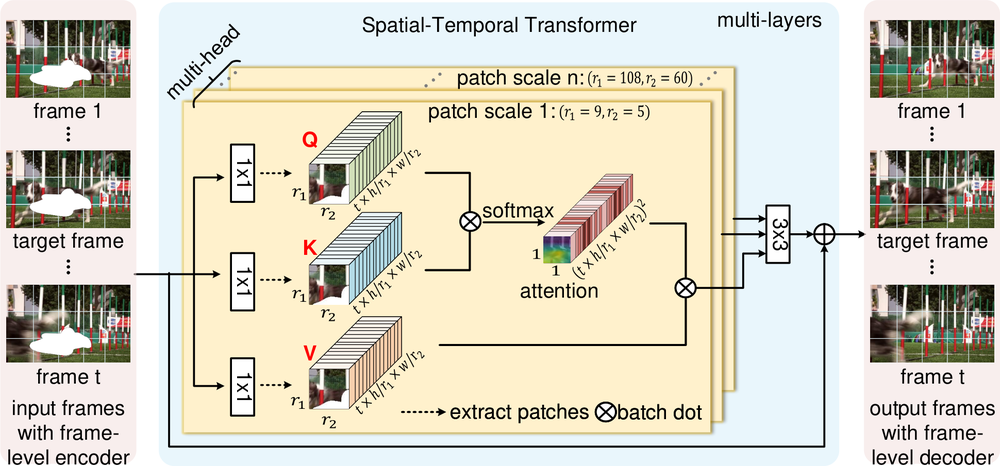 Spatial-Temporal Transformer
multi-layers
multi-head
patch scale n: (r₁ = 108, r₂ = 60)
patch scale 1: (r₁ = 9, r₂ = 5)
frame 1
target frame
frame t
input frames
with frame-
level encoder
1x1
Q
r₁
r₂
t x h/r₁ x w/r₂
1x1
K
r₁
r₂
t x h/r₁ x w/r₂
1x1
V
r₁
r₂
t x h/r₁ x w/r₂
softmax
1
1
(t x h/r₁ x w/r₂)²
attention
extract patches
batch dot
3x3
frame 1
target frame
frame t
output frames
with frame-
level decoder